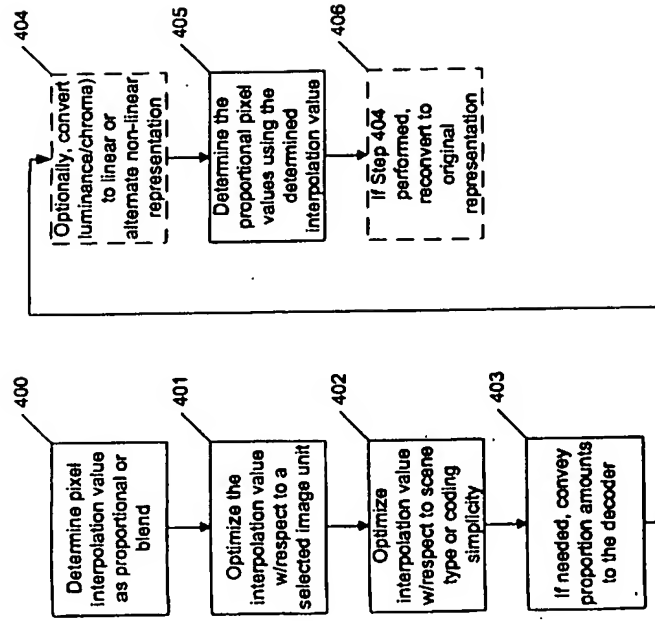 400
Determine pixel
interpolation value
as proportional or
blend
401
Optimize the
interpolation value
w/respect to a
selected image unit
402
Optimize
interpolation value
w/respect to scene
type or coding
simplicity
403
If needed, convey
proportion amounts
to the decoder
404
Optionally, convert
(luminance/chroma)
to linear or
alternate non-linear
representation
405
Determine the
proportional pixel
values using the
determined
interpolation value
406
If Step 404
performed,
reconvert to
original
representation